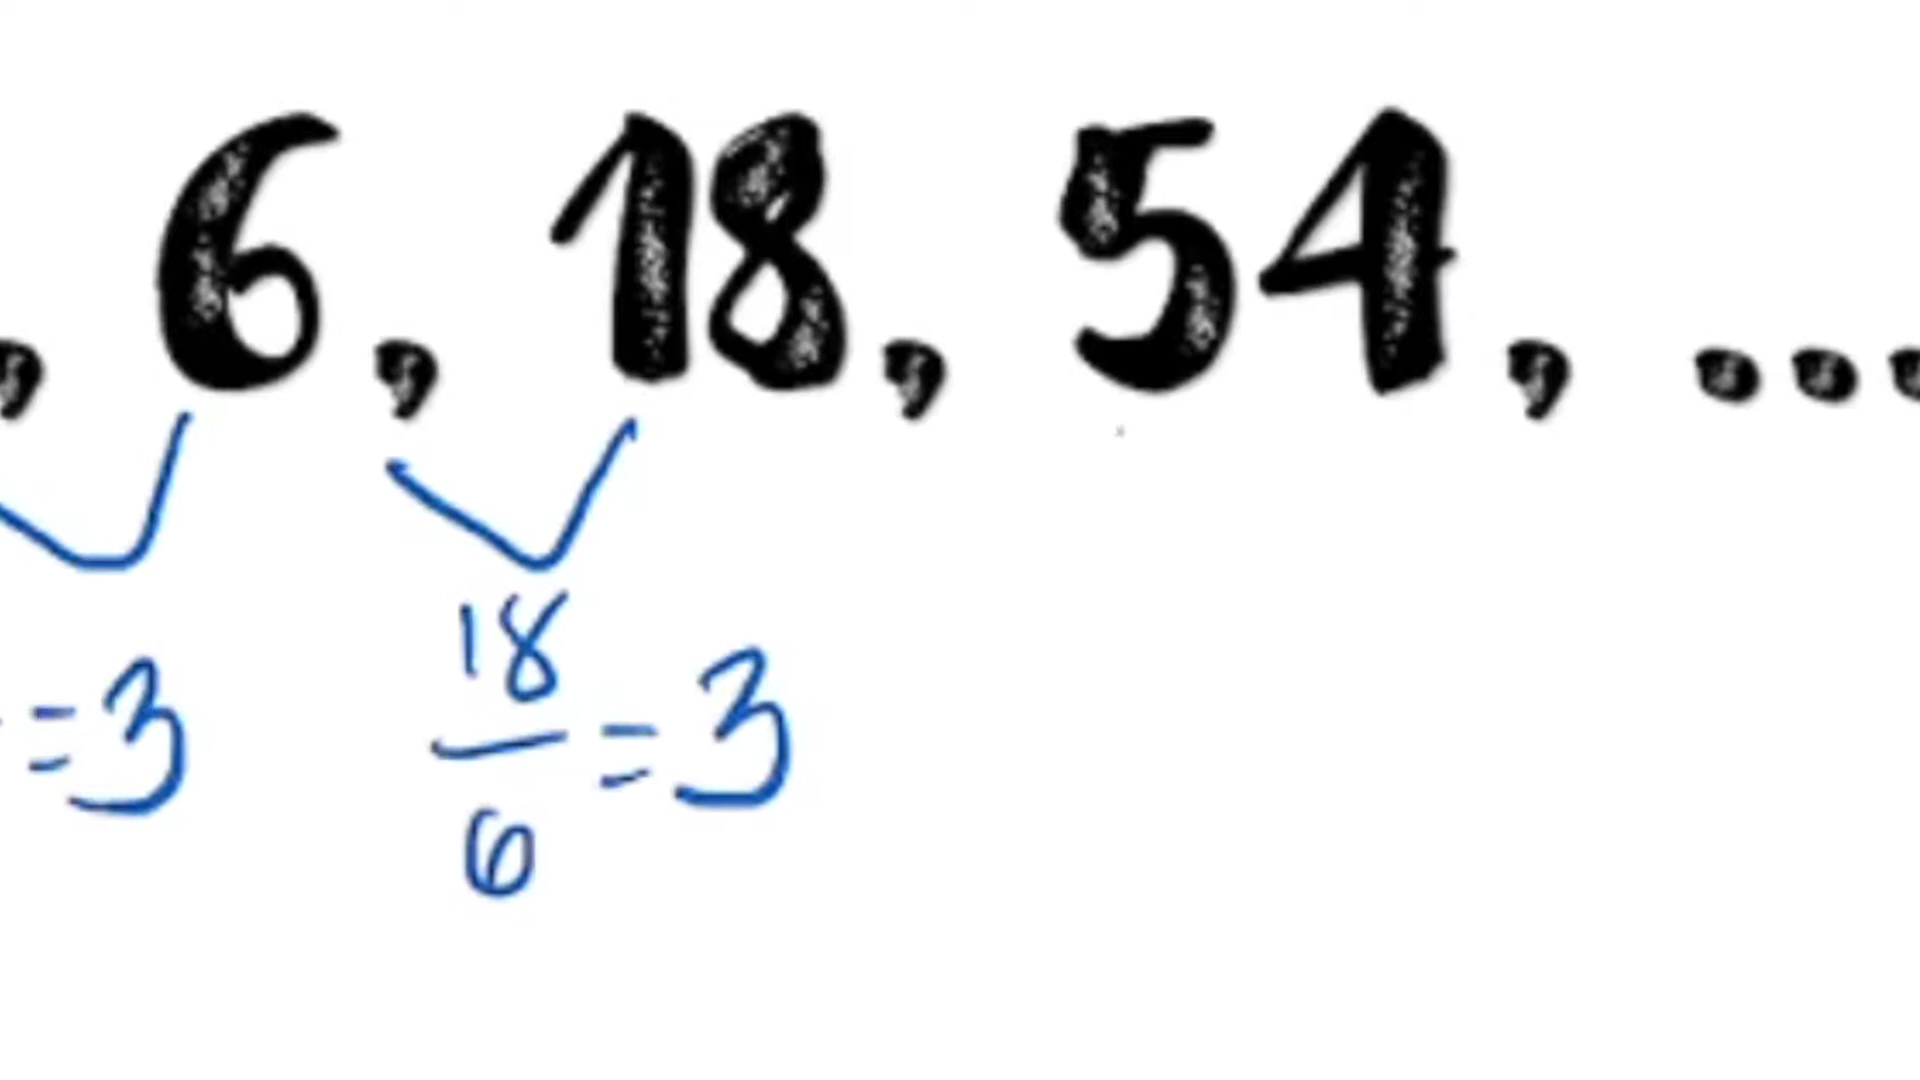 , 6, 18, 54, ...
=3
18
= 3
6